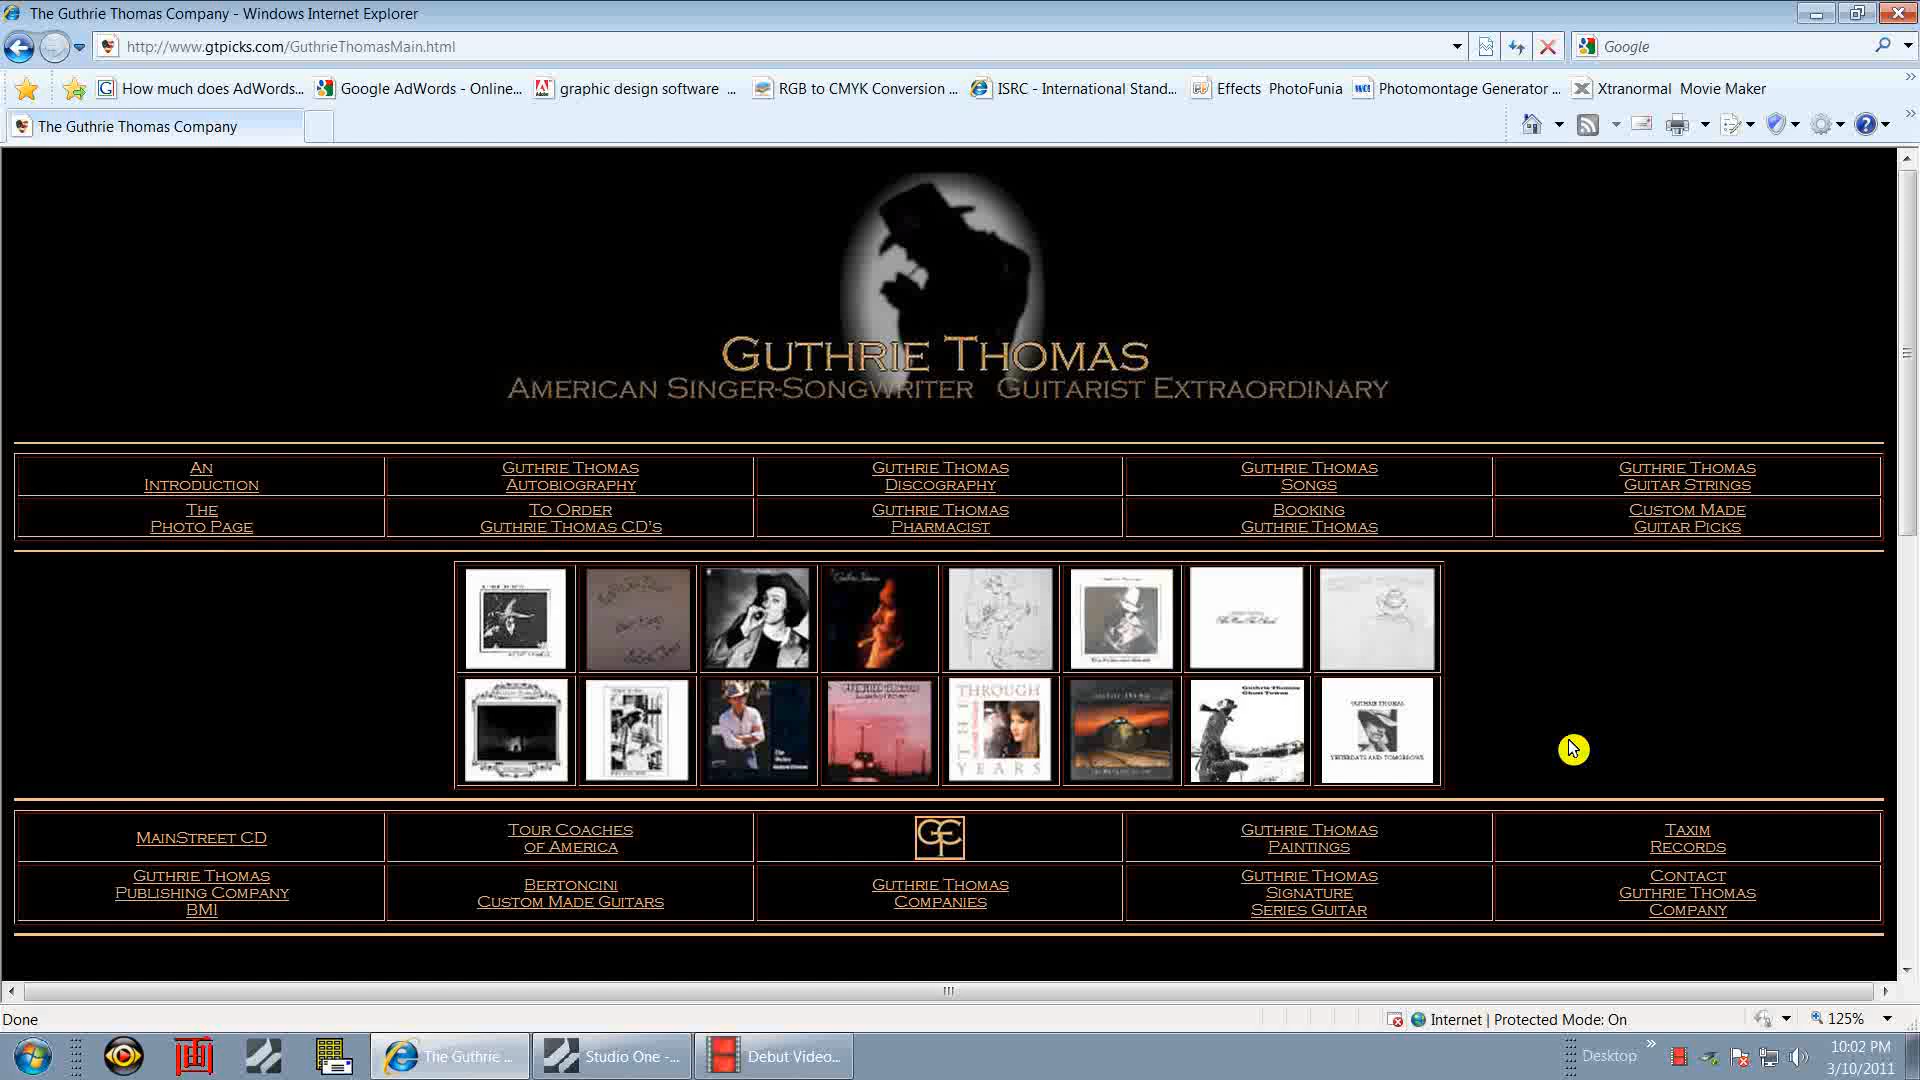 The Guthrie Thomas Company - Windows Internet Explorer
http://www.gtpicks.com/GuthrieThomasMain.html
Google
How much does AdWords... Google AdWords - Online... graphic design software ... RGB to CMYK Conversion ... ISRC - International Stand... Effects PhotoFunia Photomontage Generator ... Xtranormal Movie Maker
The Guthrie Thomas Company
GUTHRIE THOMAS
AMERICAN SINGER-SONGWRITER GUITARIST EXTRAORDINARY
AN INTRODUCTION
GUTHRIE THOMAS AUTOBIOGRAPHY
GUTHRIE THOMAS DISCOGRAPHY
GUTHRIE THOMAS SONGS
GUTHRIE THOMAS GUITAR STRINGS
THE PHOTO PAGE
TO ORDER GUTHRIE THOMAS CD'S
GUTHRIE THOMAS PHARMACIST
BOOKING GUTHRIE THOMAS
CUSTOM MADE GUITAR PICKS
THROUGH
THE
YEARS
Guthrie Thomas
Ghost Towns
GUTHRIE THOMAS
YESTERDAYS AND TOMORROWS
MAINSTREET CD
TOUR COACHES OF AMERICA
GUTHRIE THOMAS PAINTINGS
TAXIM RECORDS
GUTHRIE THOMAS PUBLISHING COMPANY BMI
BERTONCINI CUSTOM MADE GUITARS
GUTHRIE THOMAS COMPANIES
GUTHRIE THOMAS SIGNATURE SERIES GUITAR
CONTACT GUTHRIE THOMAS COMPANY
Done
Internet | Protected Mode: On
125%
The Guthrie ...
Studio One -...
Debut Video...
Desktop
10:02 PM
3/10/2011